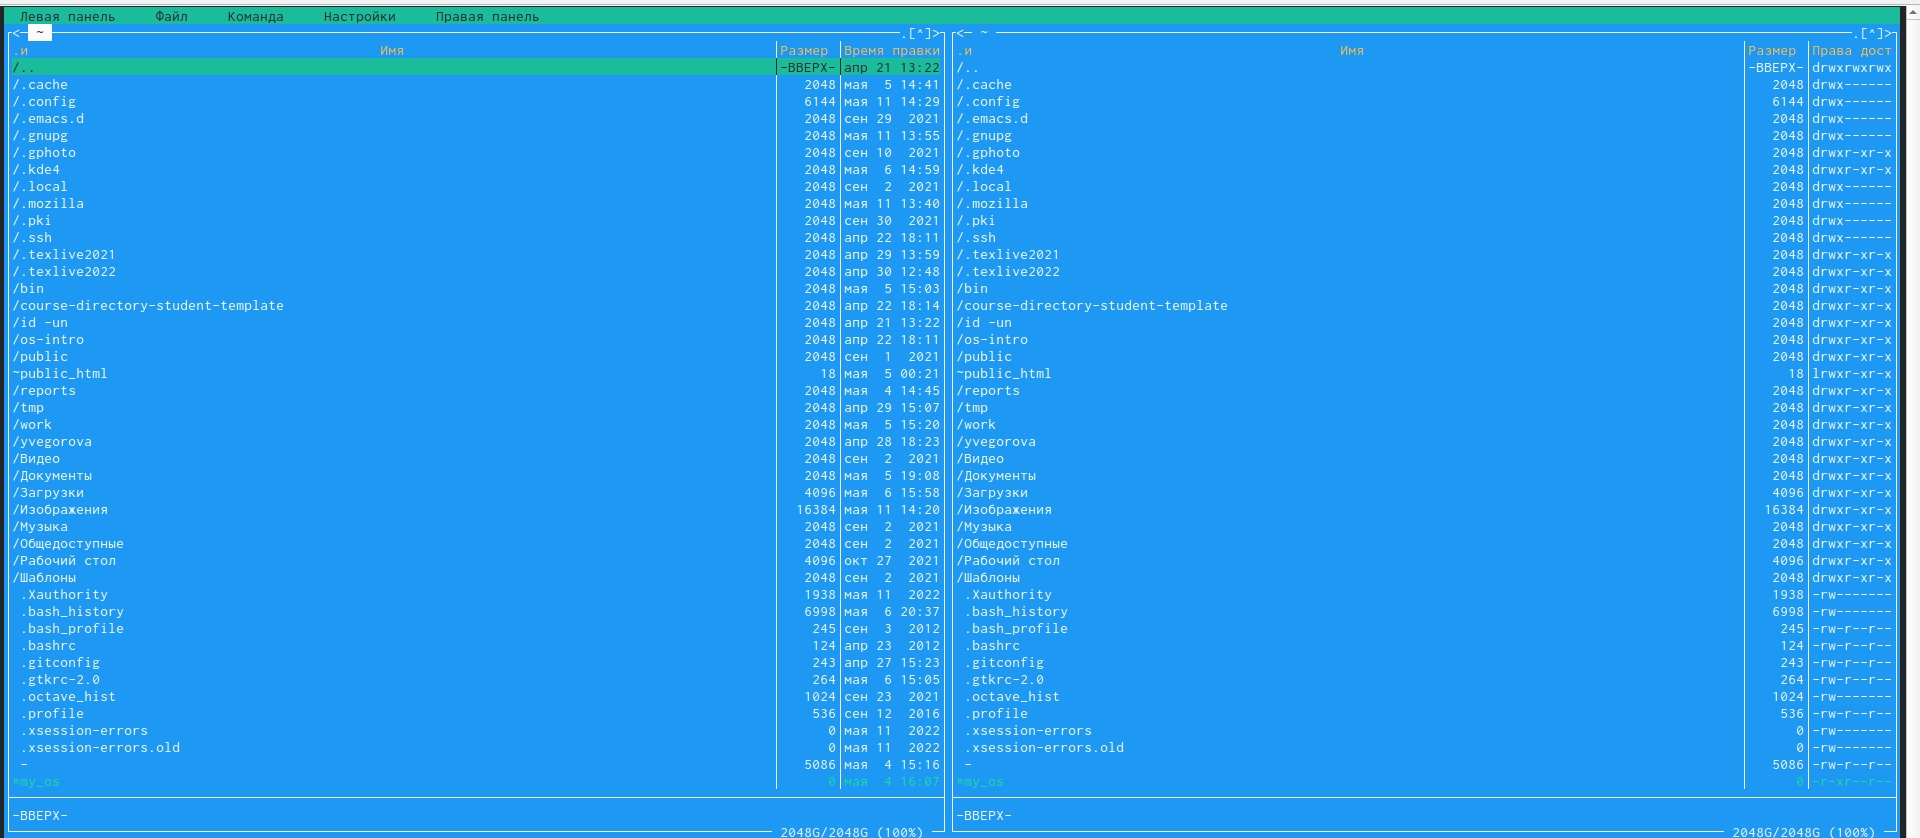 Левая панель Файл Команда Настройки Правая панель
<─ ~ .[^]> <─ ~ .[^]>
.и Имя Размер Время правки .и Имя Размер Права дост
/.. -ВВЕРХ- апр 21 13:22 /.. -ВВЕРХ- drwxrwxrwx
/.cache 2048 мая 5 14:41 /.cache 2048 drwx------
/.config 6144 мая 11 14:29 /.config 6144 drwx------
/.emacs.d 2048 сен 29 2021 /.emacs.d 2048 drwx------
/.gnupg 2048 мая 11 13:55 /.gnupg 2048 drwx------
/.gphoto 2048 сен 10 2021 /.gphoto 2048 drwxr-xr-x
/.kde4 2048 мая 6 14:59 /.kde4 2048 drwxr-xr-x
/.local 2048 сен 2 2021 /.local 2048 drwx------
/.mozilla 2048 мая 11 13:40 /.mozilla 2048 drwx------
/.pki 2048 сен 30 2021 /.pki 2048 drwx------
/.ssh 2048 апр 22 18:11 /.ssh 2048 drwx------
/.texlive2021 2048 апр 29 13:59 /.texlive2021 2048 drwxr-xr-x
/.texlive2022 2048 апр 30 12:48 /.texlive2022 2048 drwxr-xr-x
/bin 2048 мая 5 15:03 /bin 2048 drwxr-xr-x
/course-directory-student-template 2048 апр 22 18:14 /course-directory-student-template 2048 drwxr-xr-x
/id -un 2048 апр 21 13:22 /id -un 2048 drwxr-xr-x
/os-intro 2048 апр 22 18:11 /os-intro 2048 drwxr-xr-x
/public 2048 сен 1 2021 /public 2048 drwxr-xr-x
~public_html 18 мая 5 00:21 ~public_html 18 lrwxr-xr-x
/reports 2048 мая 4 14:45 /reports 2048 drwxr-xr-x
/tmp 2048 апр 29 15:07 /tmp 2048 drwxr-xr-x
/work 2048 мая 5 15:20 /work 2048 drwxr-xr-x
/yvegorova 2048 апр 28 18:23 /yvegorova 2048 drwxr-xr-x
/Видео 2048 сен 2 2021 /Видео 2048 drwxr-xr-x
/Документы 2048 мая 5 19:08 /Документы 2048 drwxr-xr-x
/Загрузки 4096 мая 6 15:58 /Загрузки 4096 drwxr-xr-x
/Изображения 16384 мая 11 14:20 /Изображения 16384 drwxr-xr-x
/Музыка 2048 сен 2 2021 /Музыка 2048 drwxr-xr-x
/Общедоступные 2048 сен 2 2021 /Общедоступные 2048 drwxr-xr-x
/Рабочий стол 4096 окт 27 2021 /Рабочий стол 4096 drwxr-xr-x
/Шаблоны 2048 сен 2 2021 /Шаблоны 2048 drwxr-xr-x
.Xauthority 1938 мая 11 2022 .Xauthority 1938 -rw-------
.bash_history 6998 мая 6 20:37 .bash_history 6998 -rw-------
.bash_profile 245 сен 3 2012 .bash_profile 245 -rw-r--r--
.bashrc 124 апр 23 2012 .bashrc 124 -rw-r--r--
.gitconfig 243 апр 27 15:23 .gitconfig 243 -rw-r--r--
.gtkrc-2.0 264 мая 6 15:05 .gtkrc-2.0 264 -rw-r--r--
.octave_hist 1024 сен 23 2021 .octave_hist 1024 -rw-------
.profile 536 сен 12 2016 .profile 536 -rw-r--r--
.xsession-errors 0 мая 11 2022 .xsession-errors 0 -rw-------
.xsession-errors.old 0 мая 11 2022 .xsession-errors.old 0 -rw-------
- 5086 мая 4 15:16 - 5086 -rw-r--r--
*my_os 0 мая 4 16:07 *my_os 0 -r-xr--r--
-ВВЕРХ- -ВВЕРХ-
2048G/2048G (100%) 2048G/2048G (100%)